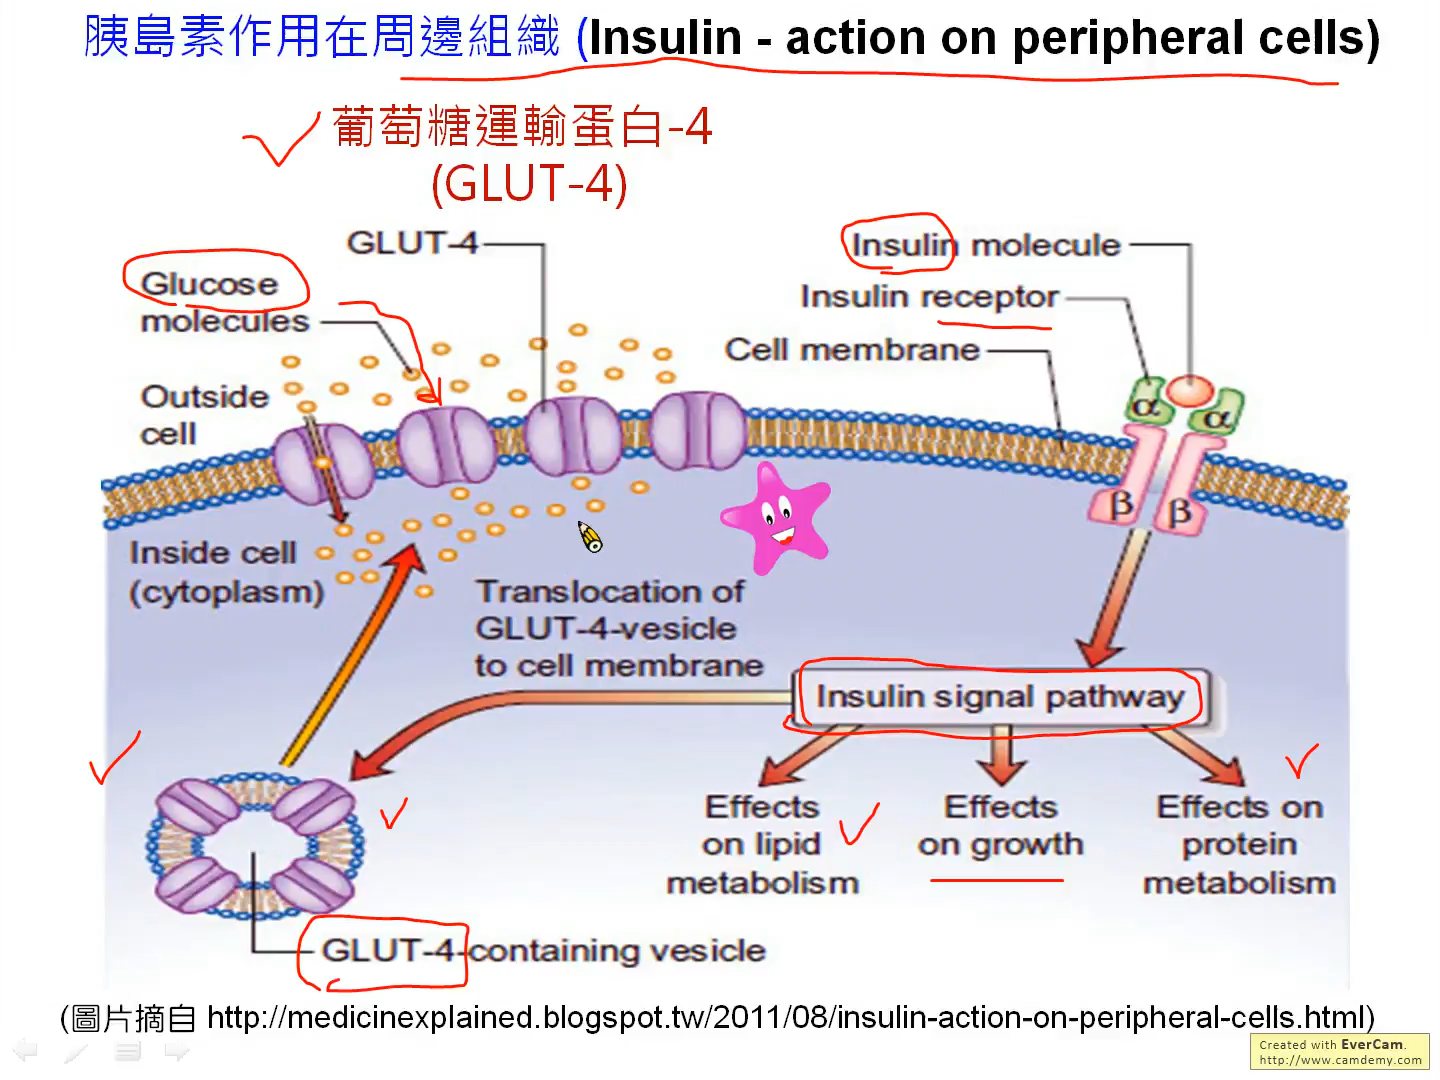 胰島素作用在周邊組織 (Insulin - action on peripheral cells)
葡萄糖運輸蛋白-4
(GLUT-4)
GLUT-4
Glucose
molecules
Insulin molecule
Insulin receptor
Cell membrane
Outside
cell
α
α
β
β
Inside cell
(cytoplasm)
Translocation of
GLUT-4-vesicle
to cell membrane
Insulin signal pathway
Effects
on lipid
metabolism
Effects
on growth
Effects on
protein
metabolism
GLUT-4-containing vesicle
(圖片摘自 http://medicinexplained.blogspot.tw/2011/08/insulin-action-on-peripheral-cells.html)
Created with EverCam.
http://www.camdemy.com